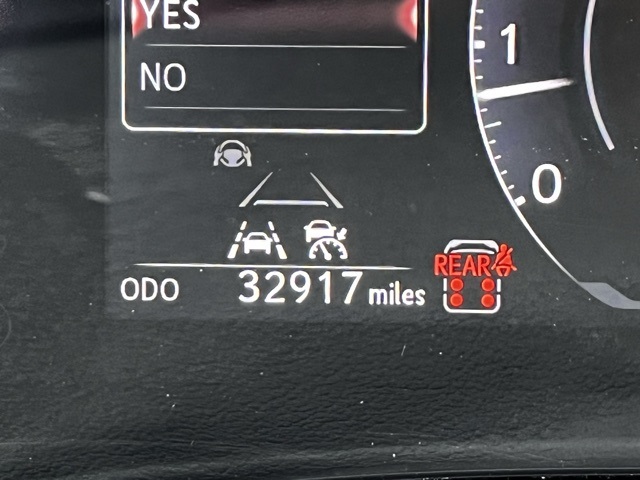 YES
NO
1
0
REAR
ODO 32917 miles